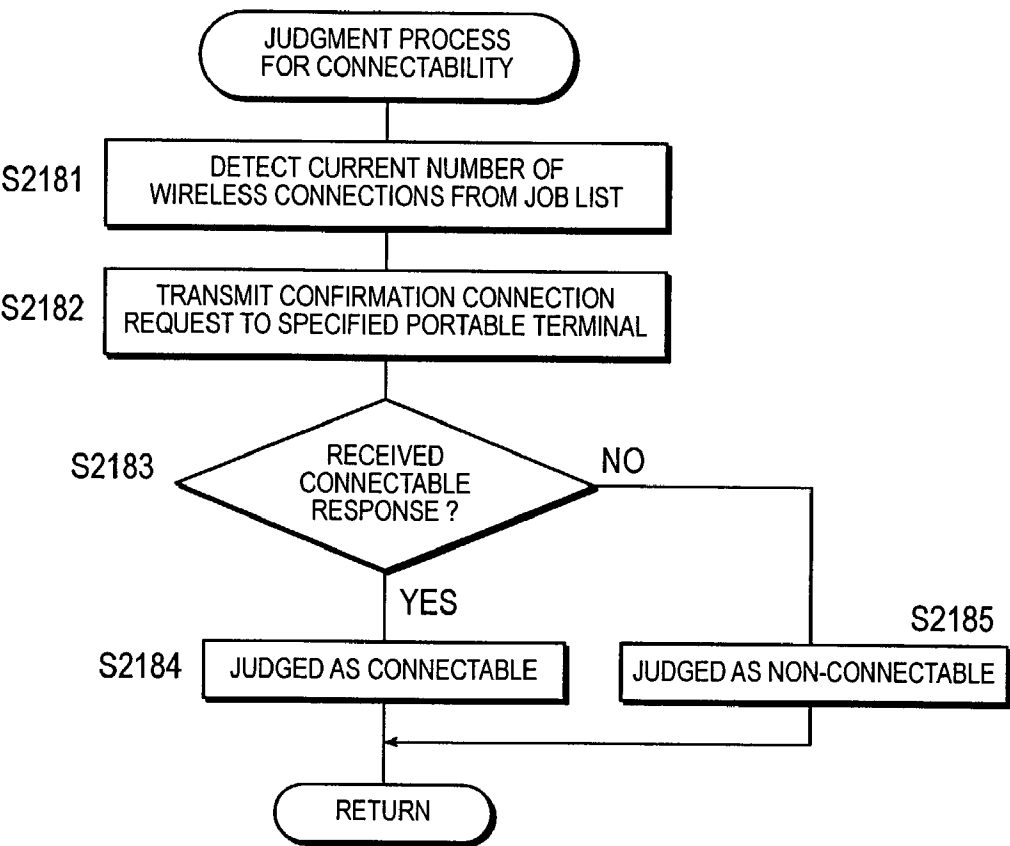 JUDGMENT PROCESS
FOR CONNECTABILITY
S2181
DETECT CURRENT NUMBER OF
WIRELESS CONNECTIONS FROM JOB LIST
S2182
TRANSMIT CONFIRMATION CONNECTION
REQUEST TO SPECIFIED PORTABLE TERMINAL
S2183
RECEIVED
CONNECTABLE
RESPONSE ?
NO
YES
S2184
JUDGED AS CONNECTABLE
S2185
JUDGED AS NON-CONNECTABLE
RETURN